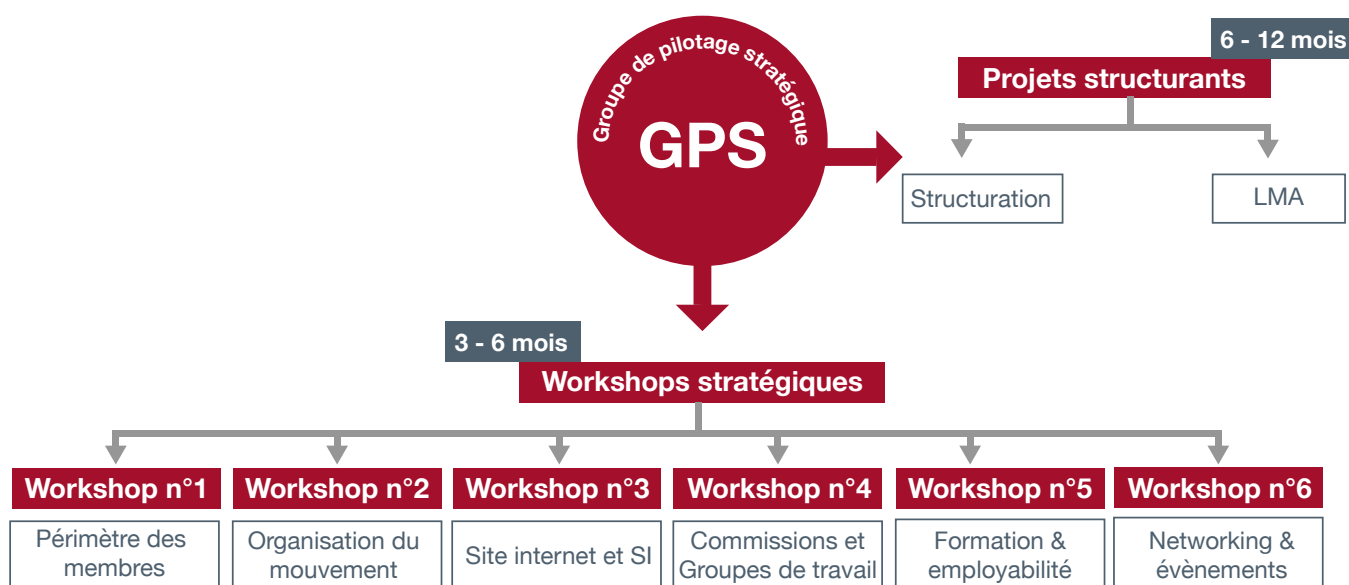 Groupe de pilotage stratégique
GPS
6 - 12 mois
Projets structurants
Structuration
LMA
3 - 6 mois
Workshops stratégiques
Workshop n°1
Périmètre des
membres
Workshop n°2
Organisation du
mouvement
Workshop n°3
Site internet et SI
Workshop n°4
Commissions et
Groupes de travail
Workshop n°5
Formation &
employabilité
Workshop n°6
Networking &
évènements